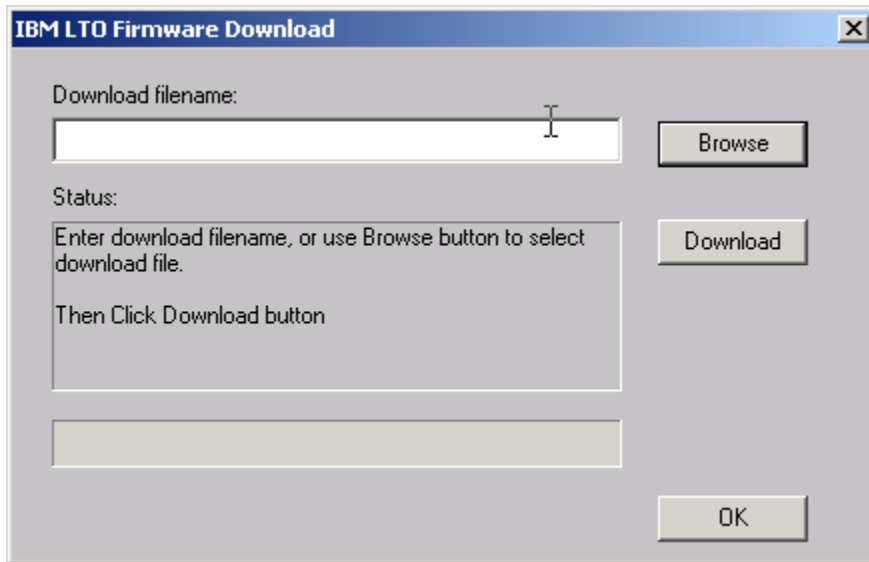 IBM LTO Firmware Download
Download filename:
Browse
Status:
Enter download filename, or use Browse button to select
download file.
Download
Then Click Download button
OK